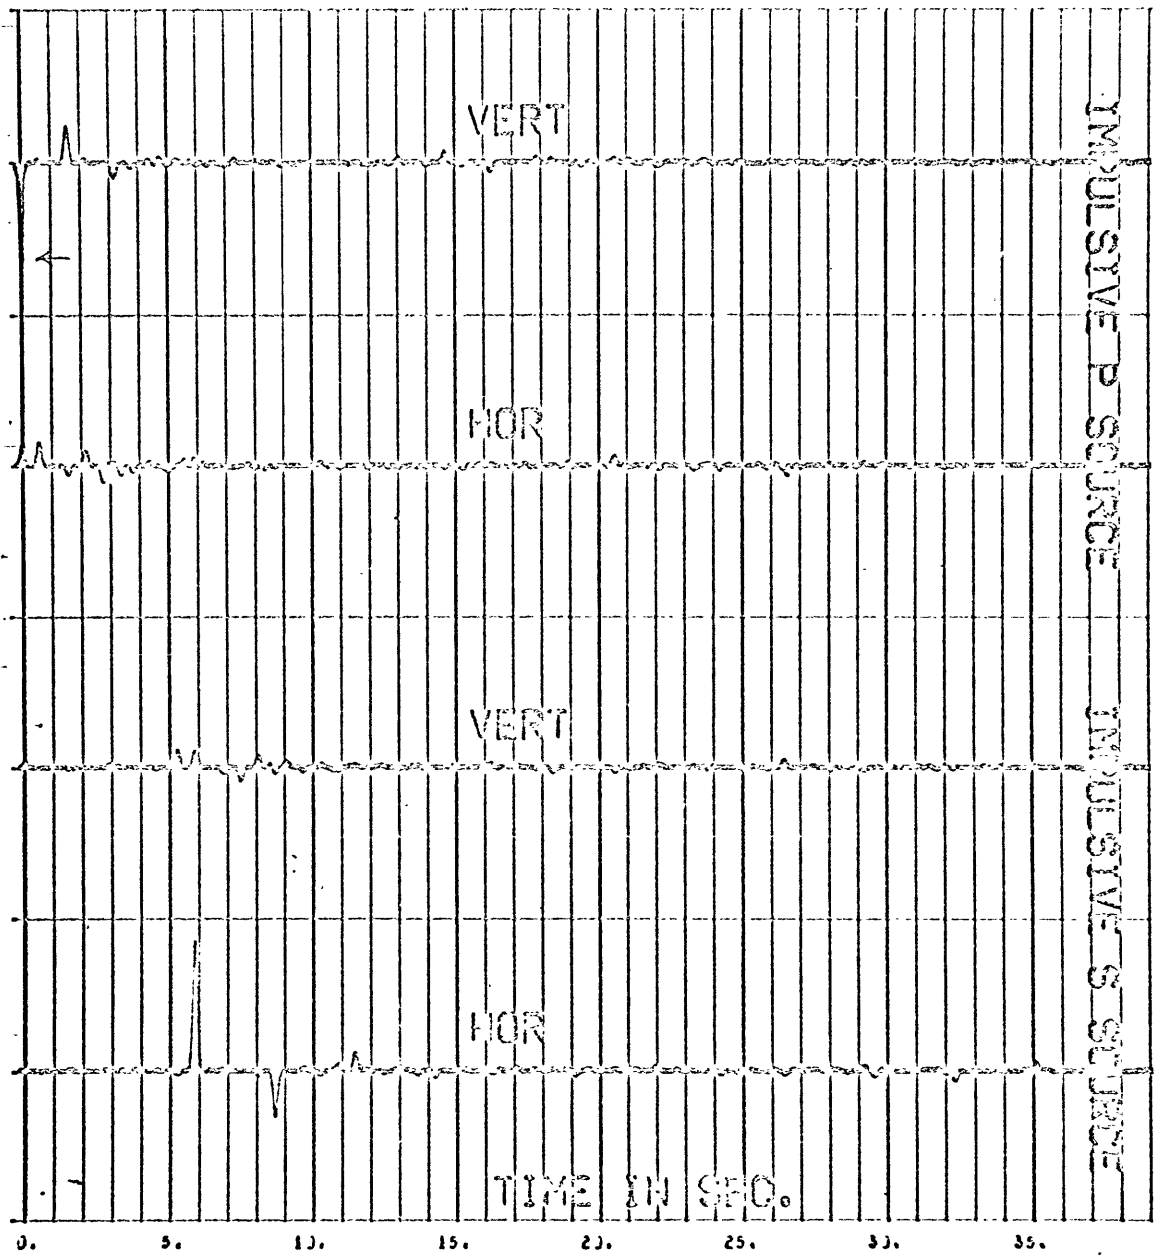 VERT
HOR
IMPULSIVE P SOURCE
VERT
HOR
IMPULSIVE S SOURCE
TIME IN SEC.
0. 5. 10. 15. 20. 25. 30. 35.